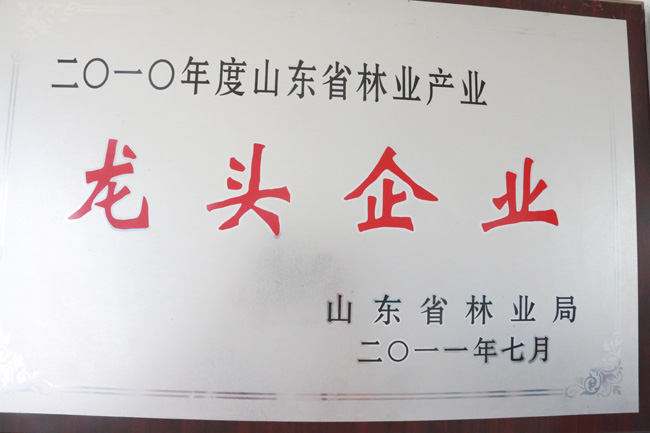 二〇一〇年度山东省林业产业
龙头企业
山东省林业局
二〇一一年七月